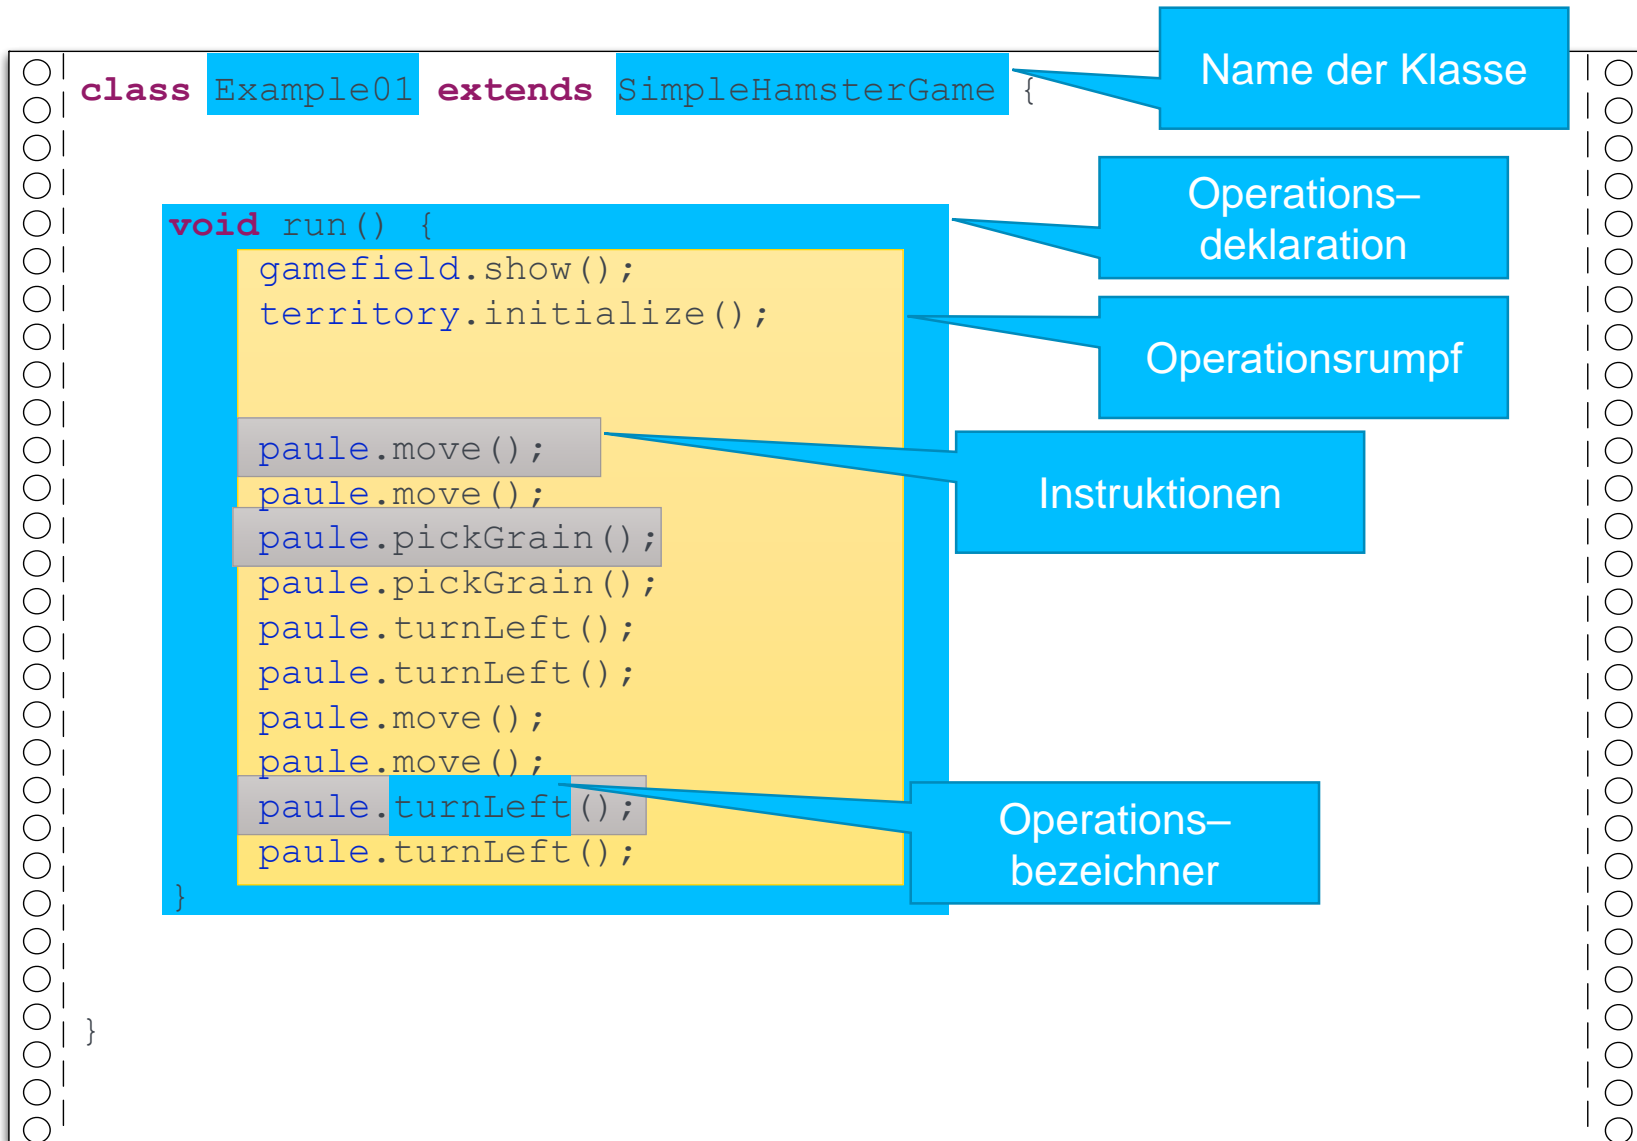 class Example01 extends SimpleHamsterGame {
Name der Klasse
Operations–
deklaration
void run() {
gamefield.show();
territory.initialize();
Operationsrumpf
paule.move();
Instruktionen
paule.move();
paule.pickGrain();
paule.pickGrain();
paule.turnLeft();
paule.turnLeft();
paule.move();
paule.move();
paule.turnLeft();
Operations–
bezeichner
paule.turnLeft();
}
}